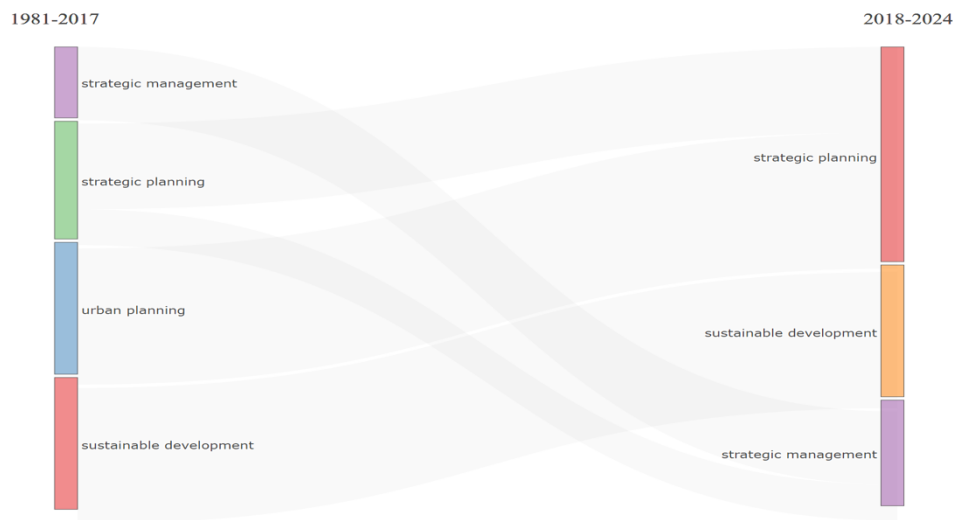 1981-2017
2018-2024
strategic management
strategic planning
urban planning
sustainable development
strategic planning
sustainable development
strategic management